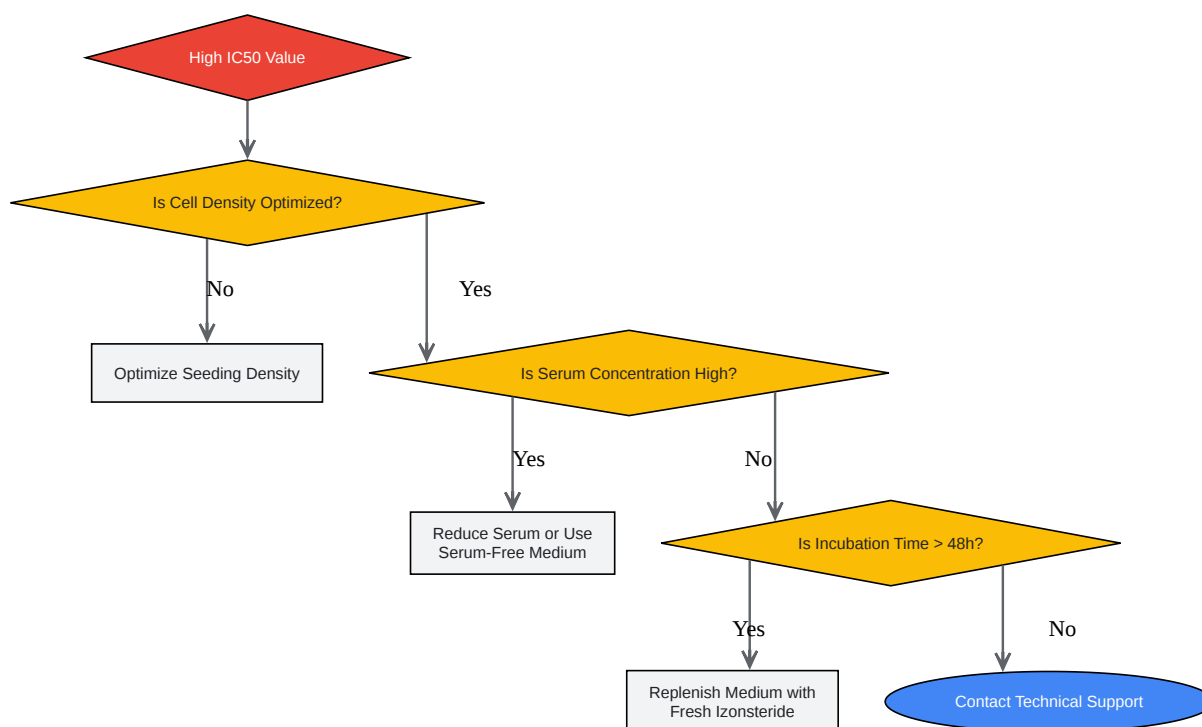 High IC50 Value
Is Cell Density Optimized?
No
Yes
Optimize Seeding Density
Is Serum Concentration High?
Yes
No
Reduce Serum or Use
Serum-Free Medium
Is Incubation Time > 48h?
Yes
No
Replenish Medium with
Fresh Izonsteride
Contact Technical Support